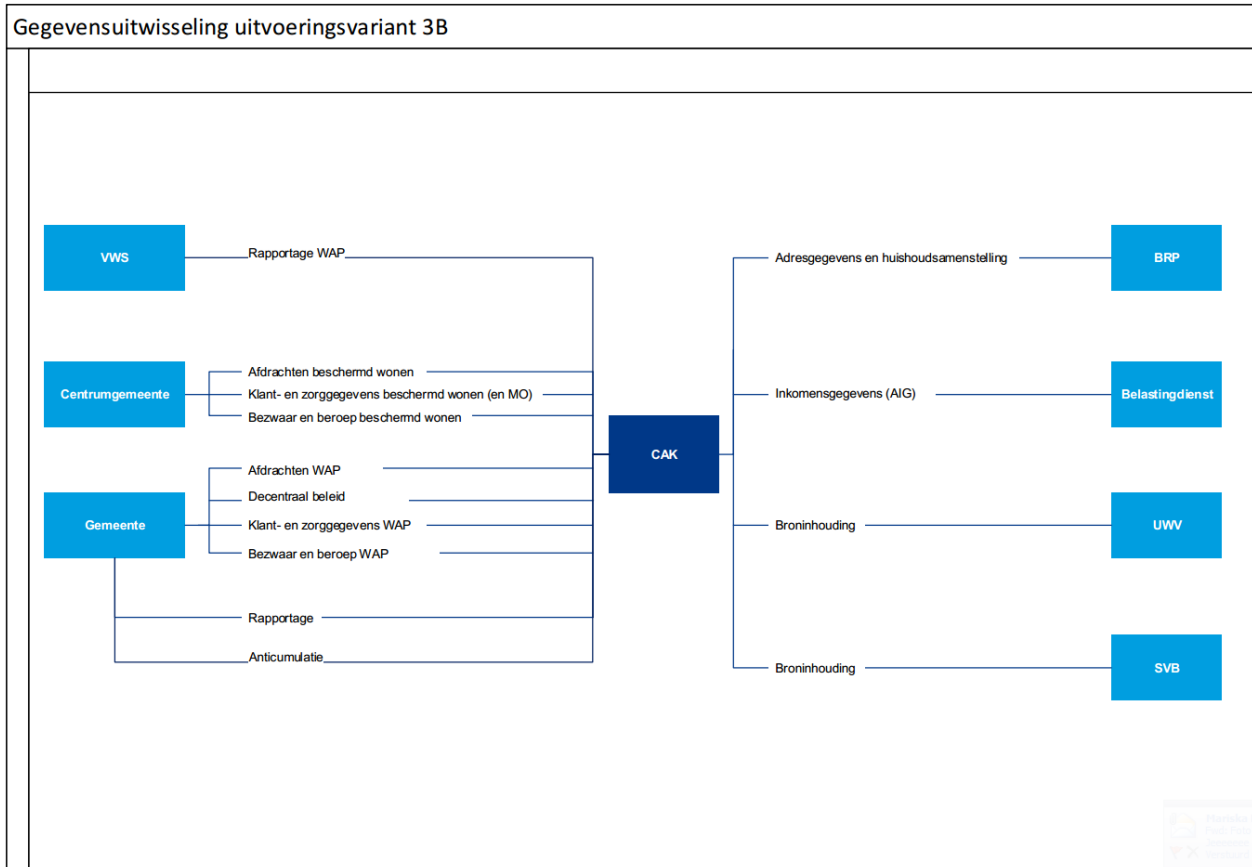 Gegevensuitwisseling uitvoeringsvariant 3B
VWS
Rapportage WAP
Centrumgemeente
Afdrachten beschermd wonen
Klant- en zorggegevens beschermd wonen (en MO)
Bezwaar en beroep beschermd wonen
Gemeente
Afdrachten WAP
Decentraal beleid
Klant- en zorggegevens WAP
Bezwaar en beroep WAP
Rapportage
Anticumulatie
CAK
Adresgegevens en huishoudsamenstelling
BRP
Inkomensgegevens (AIG)
Belastingdienst
Broninhouding
UWV
Broninhouding
SVB